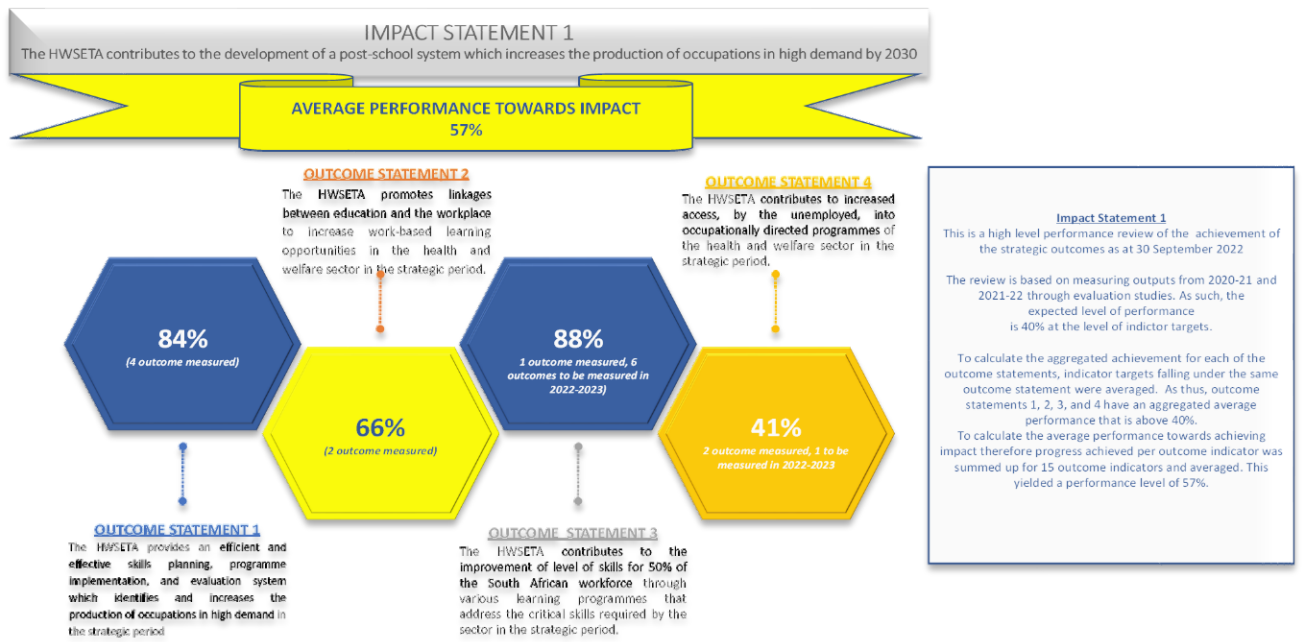 IMPACT STATEMENT 1
The HWSETA contributes to the development of a post-school system which increases the production of occupations in high demand by 2030
AVERAGE PERFORMANCE TOWARDS IMPACT
57%
OUTCOME STATEMENT 2
The HWSETA promotes linkages
between education and the workplace
to increase work-based learning
opportunities in the health and
welfare sector in the strategic period.
OUTCOME STATEMENT 4
The HWSETA contributes to increased
access, by the unemployed, into
occupationally directed programmes of
the health and welfare sector in the
strategic period.
84%
(4 outcome measured)
66%
(2 outcome measured)
88%
1 outcome measured, 6
outcomes to be measured in
2022-2023)
41%
2 outcome measured, 1 to be
measured in 2022-2023
OUTCOME STATEMENT 1
The HWSETA provides an efficient and
effective skills planning, programme
implementation, and evaluation system
which identifies and increases the
production of occupations in high demand in
the strategic period
OUTCOME STATEMENT 3
The HWSETA contributes to the
improvement of level of skills for 50% of
the South African workforce through
various learning programmes that
address the critical skills required by the
sector in the strategic period.
Impact Statement 1
This is a high level performance review of the achievement of
the strategic outcomes as at 30 September 2022
The review is based on measuring outputs from 2020-21 and
2021-22 through evaluation studies. As such, the
expected level of performance
is 40% at the level of indictor targets.
To calculate the aggregated achievement for each of the
outcome statements, indicator targets falling under the same
outcome statement were averaged. As thus, outcome
statements 1, 2, 3, and 4 have an aggregated average
performance that is above 40%.
To calculate the average performance towards achieving
impact therefore progress achieved per outcome indicator was
summed up for 15 outcome indicators and averaged. This
yielded a performance level of 57%.